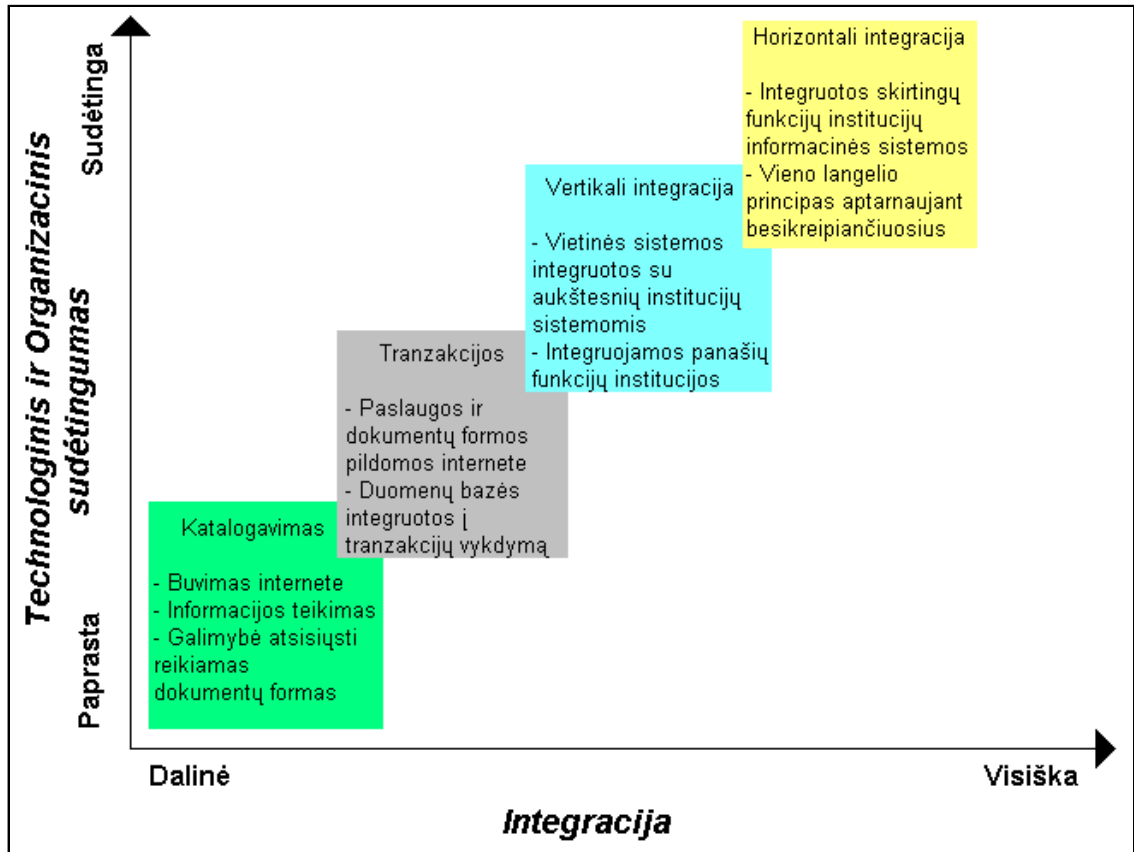 Technologinis ir Organizacinis
sudėtingumas
Sudėtinga
Paprasta
Horizontali integracija
- Integruotos skirtingų
funkcijų institucijų
informacinės sistemos
- Vieno langelio
principas aptarnaujant
besikreipiančiuosius
Vertikali integracija
- Vietinės sistemos
integruotos su
aukštesnių institucijų
sistemomis
- Integruojamos panašių
funkcijų institucijos
Tranzakcijos
- Paslaugos ir
dokumentų formos
pildomos internete
- Duomenų bazės
integruotos į
tranzakcijų vykdymą
Katalogavimas
- Buvimas internete
- Informacijos teikimas
- Galimybė atsisiųsti
reikiamas
dokumentų formas
Dalinė
Visiška
Integracija